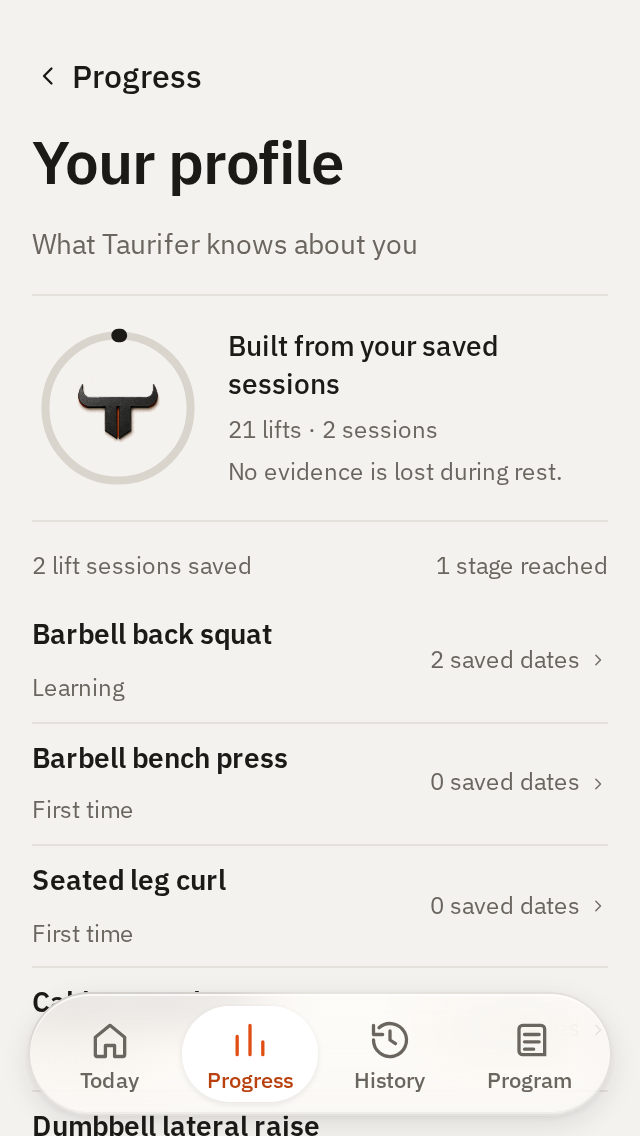 Progress
Your profile
What Taurifer knows about you
Built from your saved
sessions
21 lifts · 2 sessions
No evidence is lost during rest.
2 lift sessions saved
1 stage reached
Barbell back squat
Learning
2 saved dates
Barbell bench press
First time
0 saved dates
Seated leg curl
First time
0 saved dates
Today
Progress
History
Program
Dumbbell lateral raise